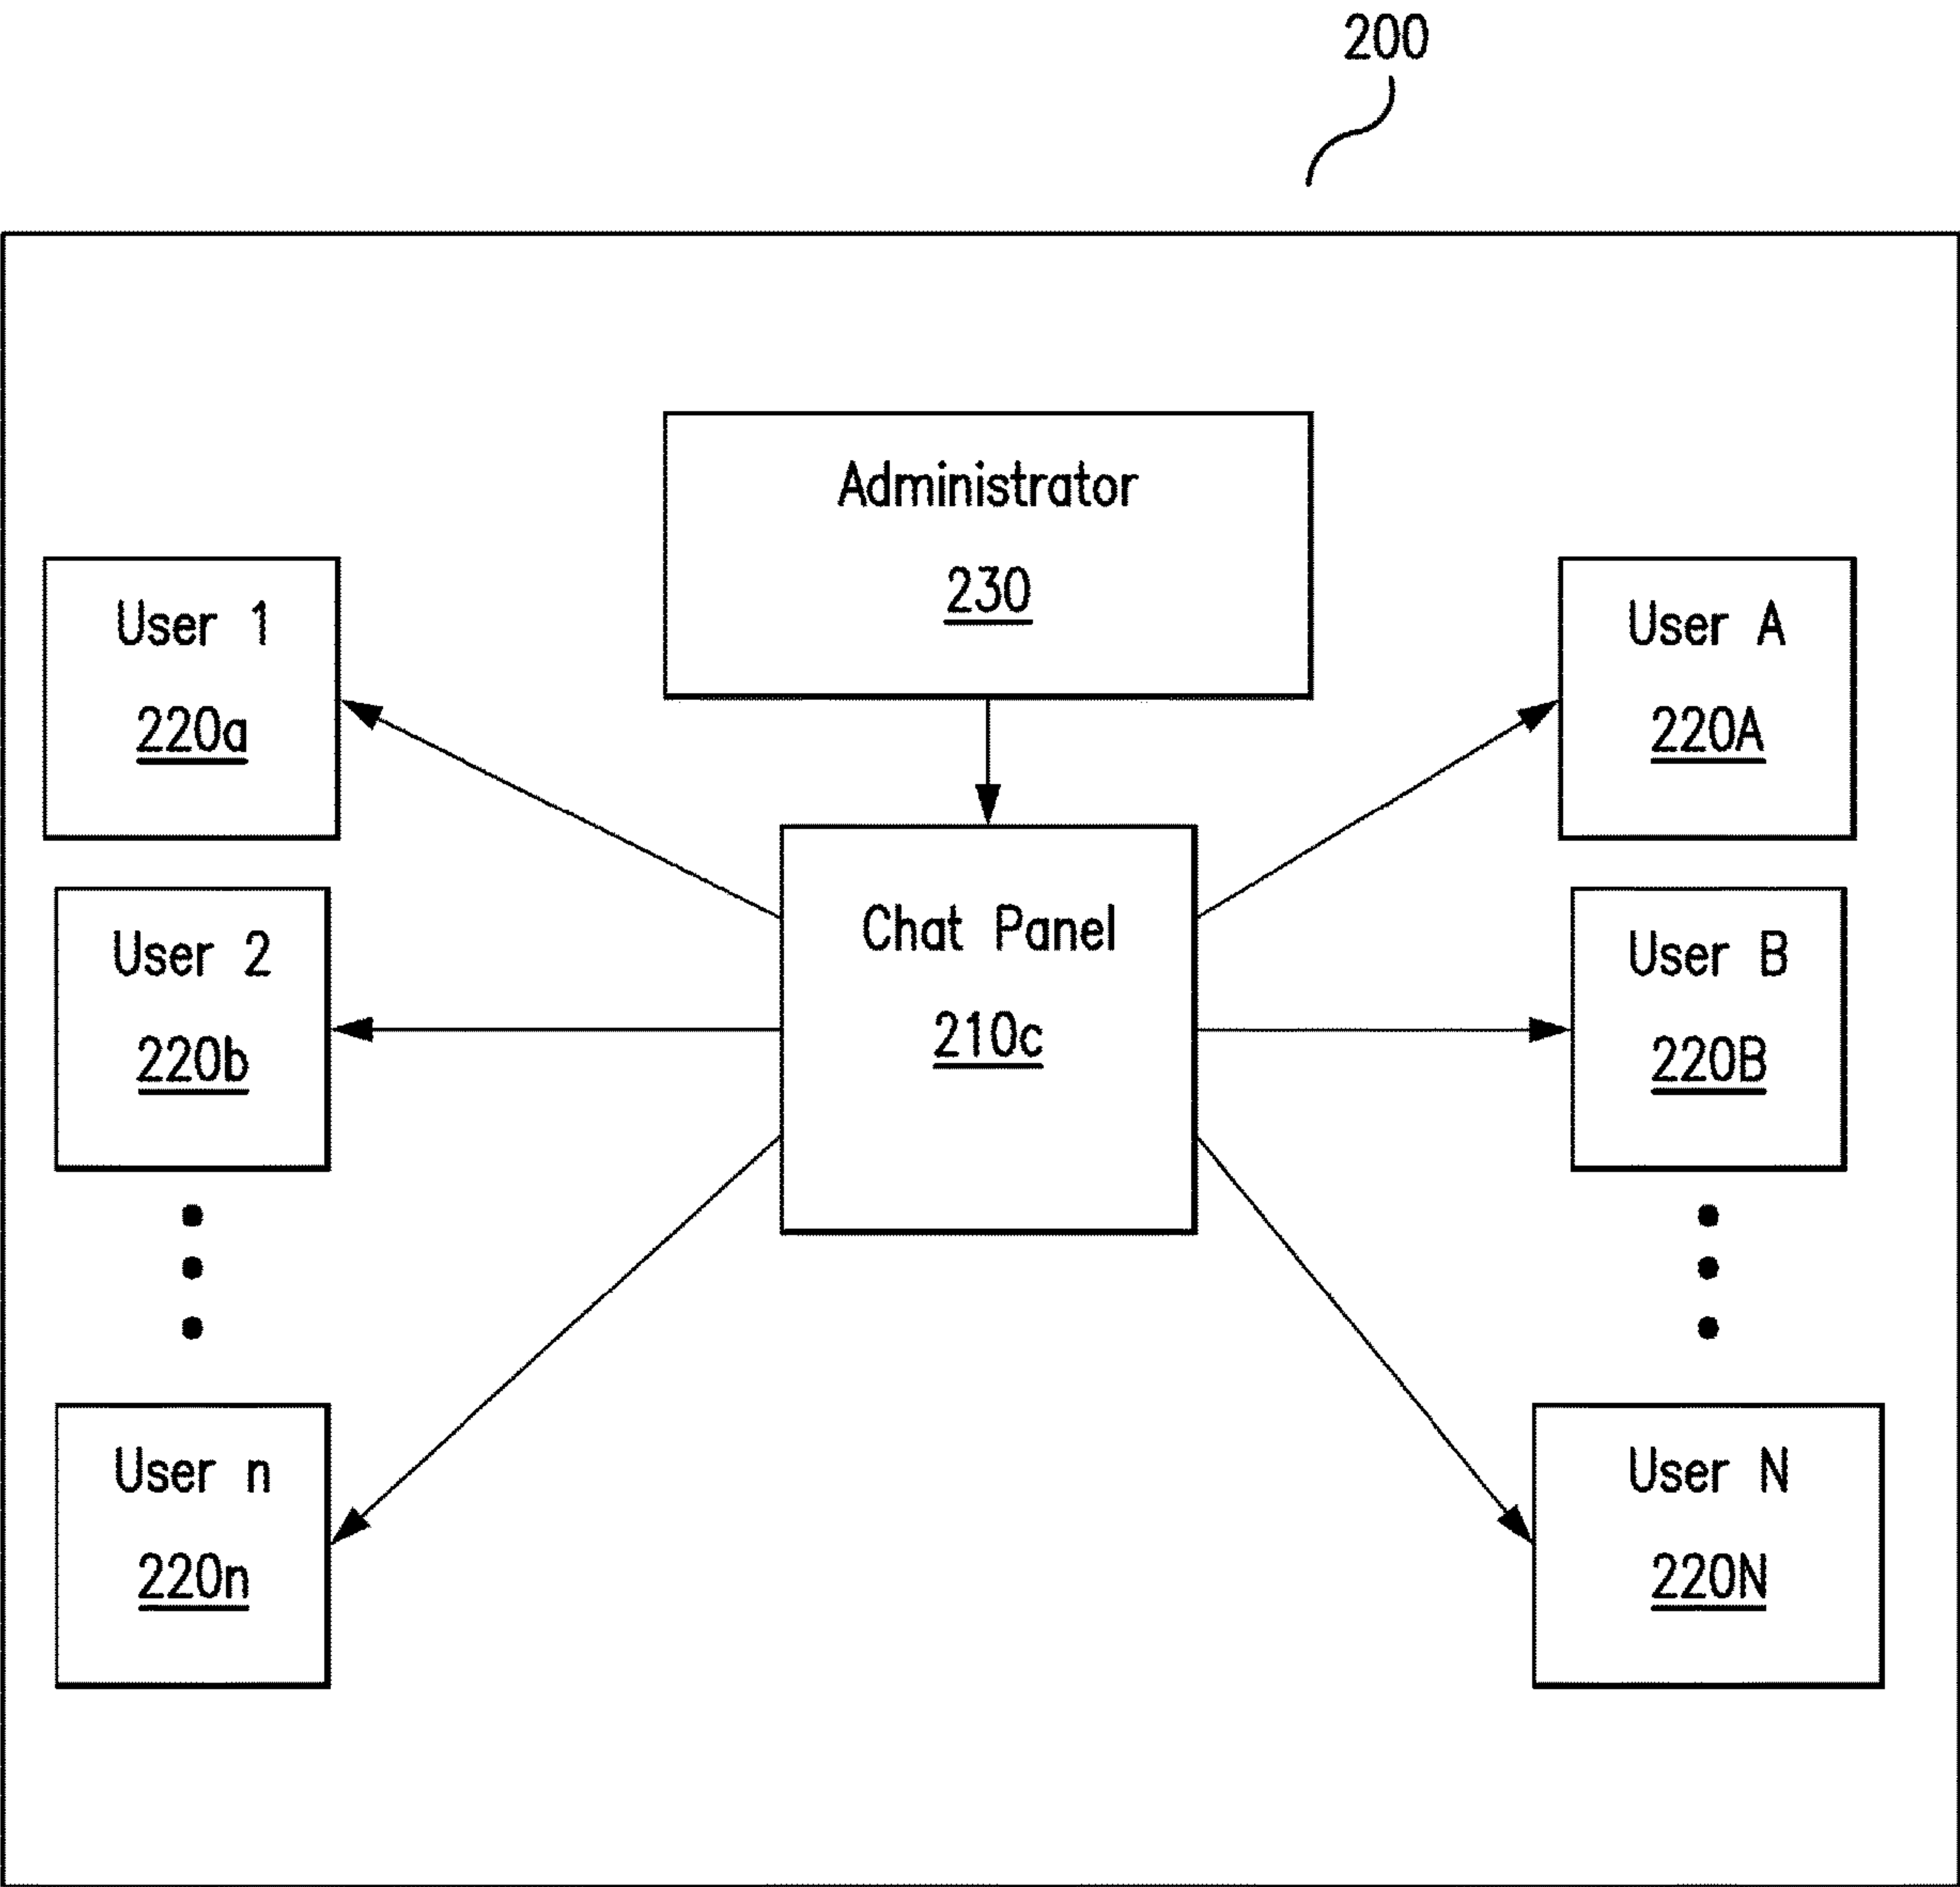 200
Administrator
230
User 1
220a
User A
220A
Chat Panel
210c
User 2
220b
User B
220B
User n
220n
User N
220N